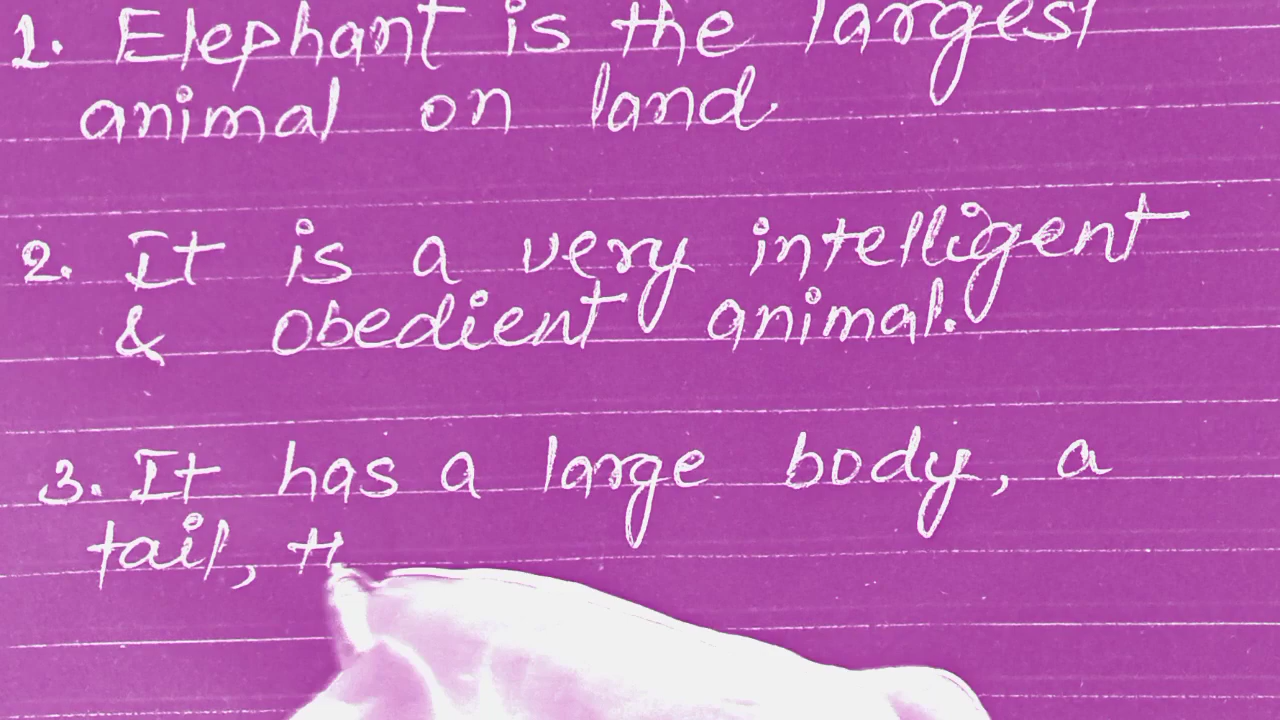 1. Elephant is the largest
animal on land
2. It is a very intelligent
& obedient animal.
3. It has a large body, a
tail,